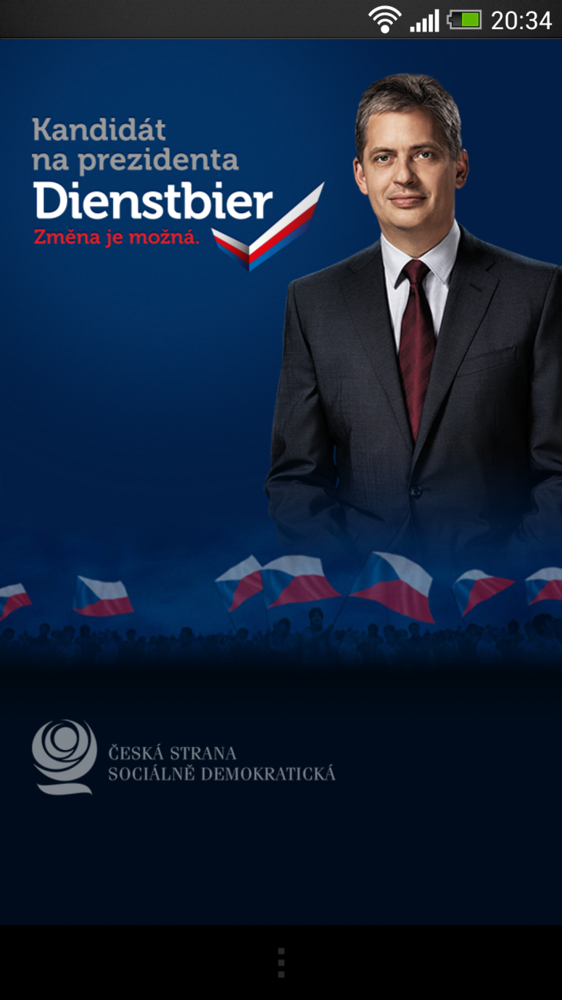 20:34
Kandidát
na prezidenta
Dienstbier
Změna je možná.
ČESKÁ STRANA
SOCIÁLNĚ DEMOKRATICKÁ